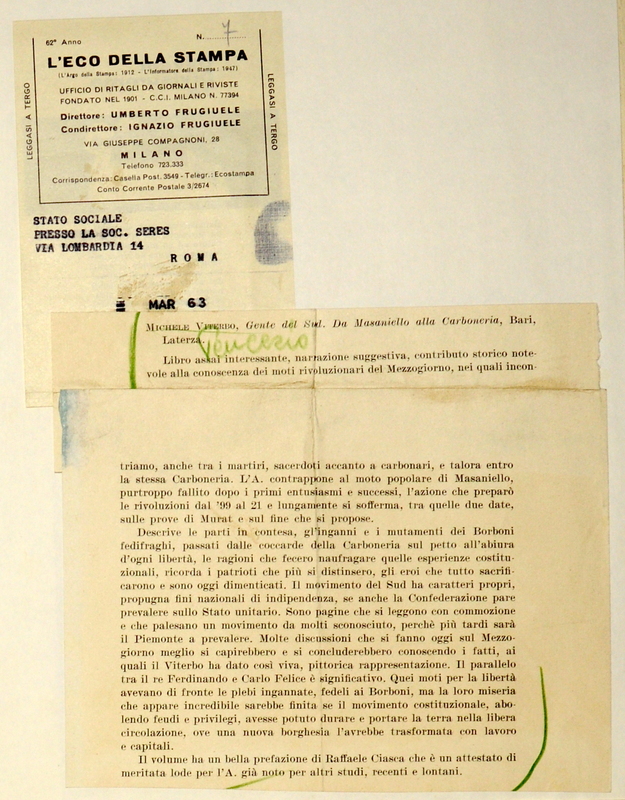 62° Anno
N. 7
L'ECO DELLA STAMPA
(L'Argo della Stampa: 1912 - L'Informatore della Stampa: 1947)
UFFICIO DI RITAGLI DA GIORNALI E RIVISTE
FONDATO NEL 1901 - C.C.I. MILANO N. 77394
Direttore: UMBERTO FRUGIUELE
Condirettore: IGNAZIO FRUGIUELE
VIA GIUSEPPE COMPAGNONI, 28
MILANO
Telefono 723.333
Corrispondenza: Casella Post. 3549 - Telegr.: Ecostampa
Conto Corrente Postale 3/2674
LEGGASI A TERGO
LEGGASI A TERGO
STATO SOCIALE
PRESSO LA SOC. SERES
VIA LOMBARDIA 14
ROMA
MAR 63
MICHELE VITERBO, Gente del Sud. Da Masaniello alla Carboneria, Bari,
Laterza.
Libro assai interessante, narrazione suggestiva, contributo storico note-
vole alla conoscenza dei moti rivoluzionari del Mezzogiorno, nei quali incon-
triamo, anche tra i martiri, sacerdoti accanto a carbonari, e talora entro
la stessa Carboneria. L'A. contrappone al moto popolare di Masaniello,
purtroppo fallito dopo i primi entusiasmi e successi, l'azione che preparò
le rivoluzioni dal '99 al 21 e lungamente si sofferma, tra quelle due date,
sulle prove di Murat e sul fine che si propose.
Descrive le parti in contesa, gl'inganni e i mutamenti dei Borboni
fedifraghi, passati dalle coccarde della Carboneria sul petto all'abiura
d'ogni libertà, le ragioni che fecero naufragare quelle esperienze costitu-
zionali, ricorda i patrioti che più si distinsero, gli eroi che tutto sacrifi-
carono e sono oggi dimenticati. Il movimento del Sud ha caratteri propri,
propugna fini nazionali di indipendenza, se anche la Confederazione pare
prevalere sullo Stato unitario. Sono pagine che si leggono con commozione
e che palesano un movimento da molti sconosciuto, perchè più tardi sarà
il Piemonte a prevalere. Molte discussioni che si fanno oggi sul Mezzo-
giorno meglio si capirebbero e si concluderebbero conoscendo i fatti, ai
quali il Viterbo ha dato così viva, pittorica rappresentazione. Il parallelo
tra il re Ferdinando e Carlo Felice è significativo. Quei moti per la libertà
avevano di fronte le plebi ingannate, fedeli ai Borboni, ma la loro miseria
che appare incredibile sarebbe finita se il movimento costituzionale, abo-
lendo feudi e privilegi, avesse potuto durare e portare la terra nella libera
circolazione, ove una nuova borghesia l'avrebbe trasformata con lavoro
e capitali.
Il volume ha un bella prefazione di Raffaele Ciasca che è un attestato di
meritata lode per l'A. già noto per altri studi, recenti e lontani.